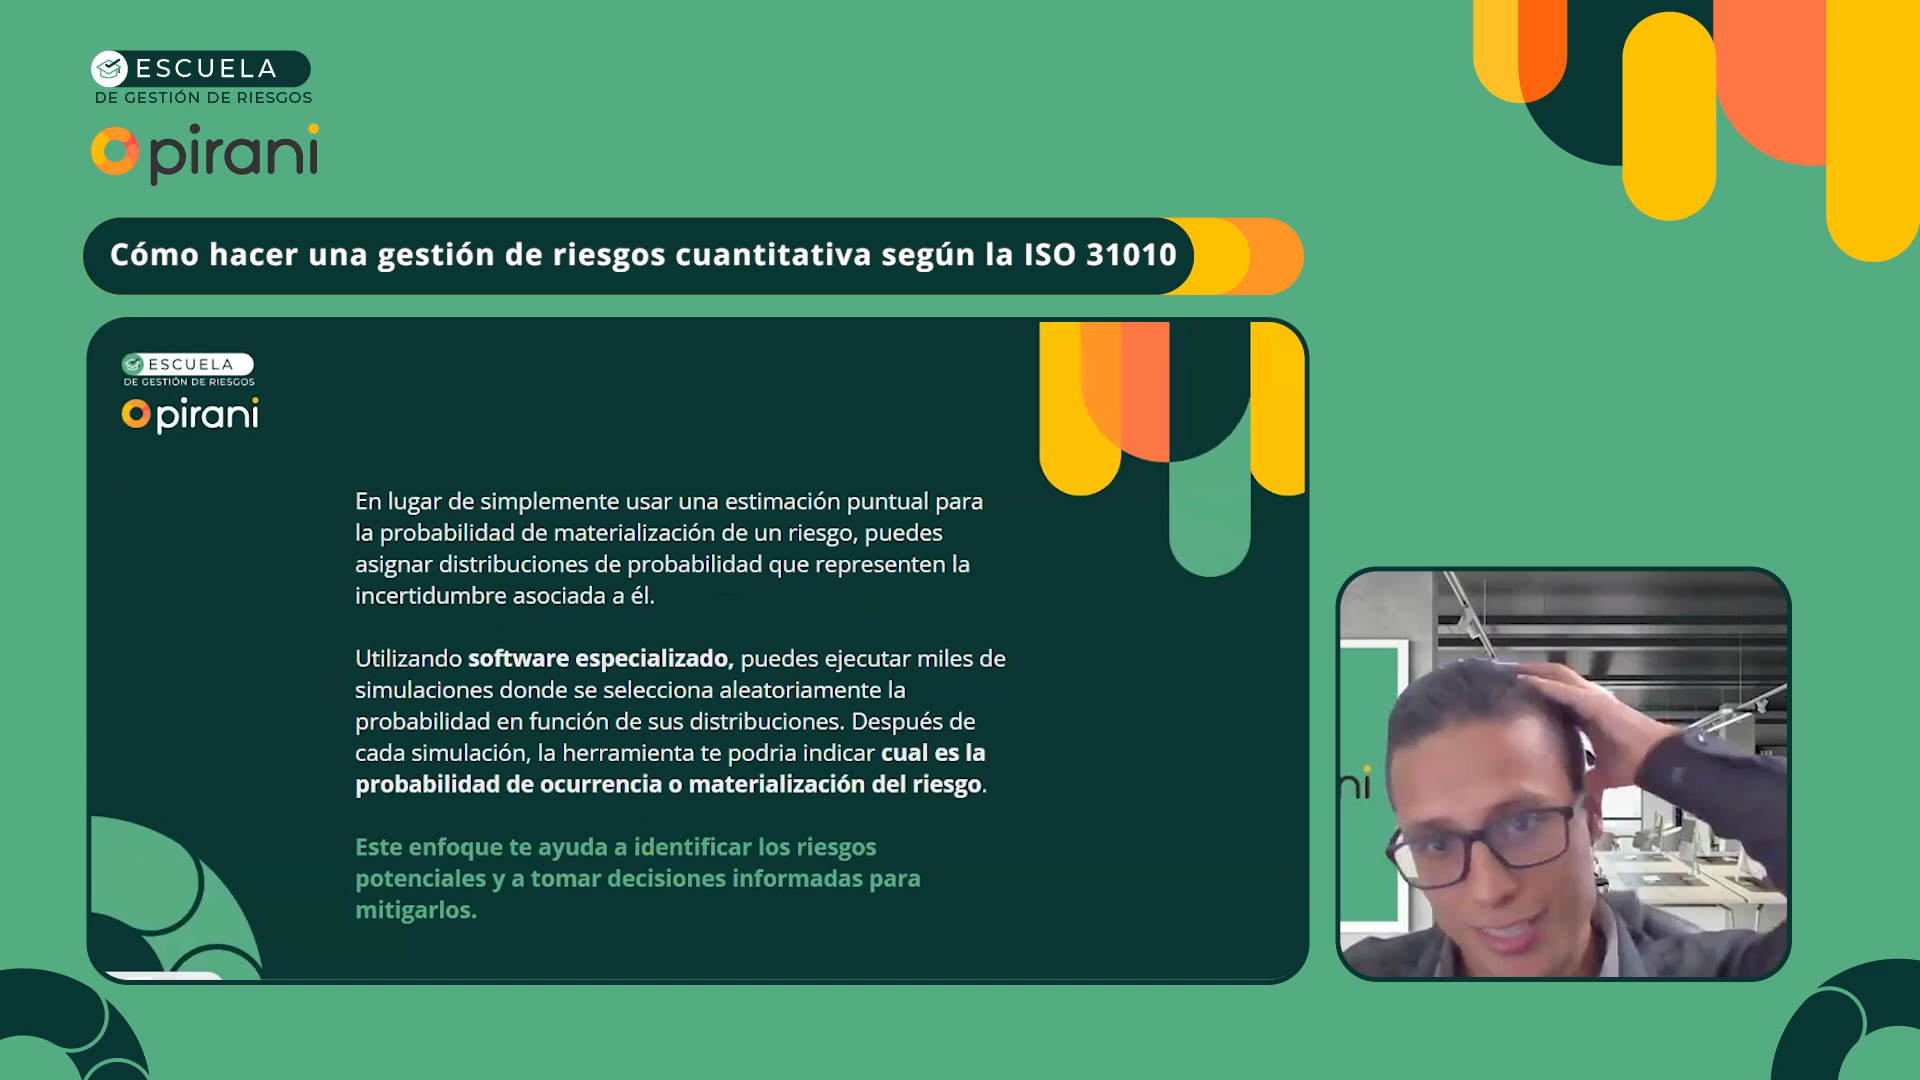 ESCUELA
DE GESTIÓN DE RIESGOS
pirani
Cómo hacer una gestión de riesgos cuantitativa según la ISO 31010
ESCUELA
DE GESTIÓN DE RIESGOS
pirani
En lugar de simplemente usar una estimación puntual para
la probabilidad de materialización de un riesgo, puedes
asignar distribuciones de probabilidad que representen la
incertidumbre asociada a él.
Utilizando software especializado, puedes ejecutar miles de
simulaciones donde se selecciona aleatoriamente la
probabilidad en función de sus distribuciones. Después de
cada simulación, la herramienta te podria indicar cual es la
probabilidad de ocurrencia o materialización del riesgo.
Este enfoque te ayuda a identificar los riesgos
potenciales y a tomar decisiones informadas para
mitigarlos.
ni